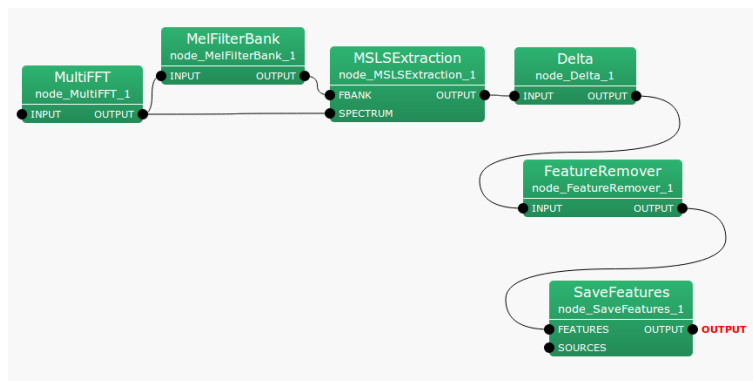 MultiFFT
node_MultiFFT_1
INPUT OUTPUT
MelFilterBank
node_MelFilterBank_1
INPUT OUTPUT
MSLSExtraction
node_MSLSExtraction_1
FBANK OUTPUT
SPECTRUM
Delta
node_Delta_1
INPUT OUTPUT
FeatureRemover
node_FeatureRemover_1
INPUT OUTPUT
SaveFeatures
node_SaveFeatures_1
FEATURES OUTPUT OUTPUT
SOURCES